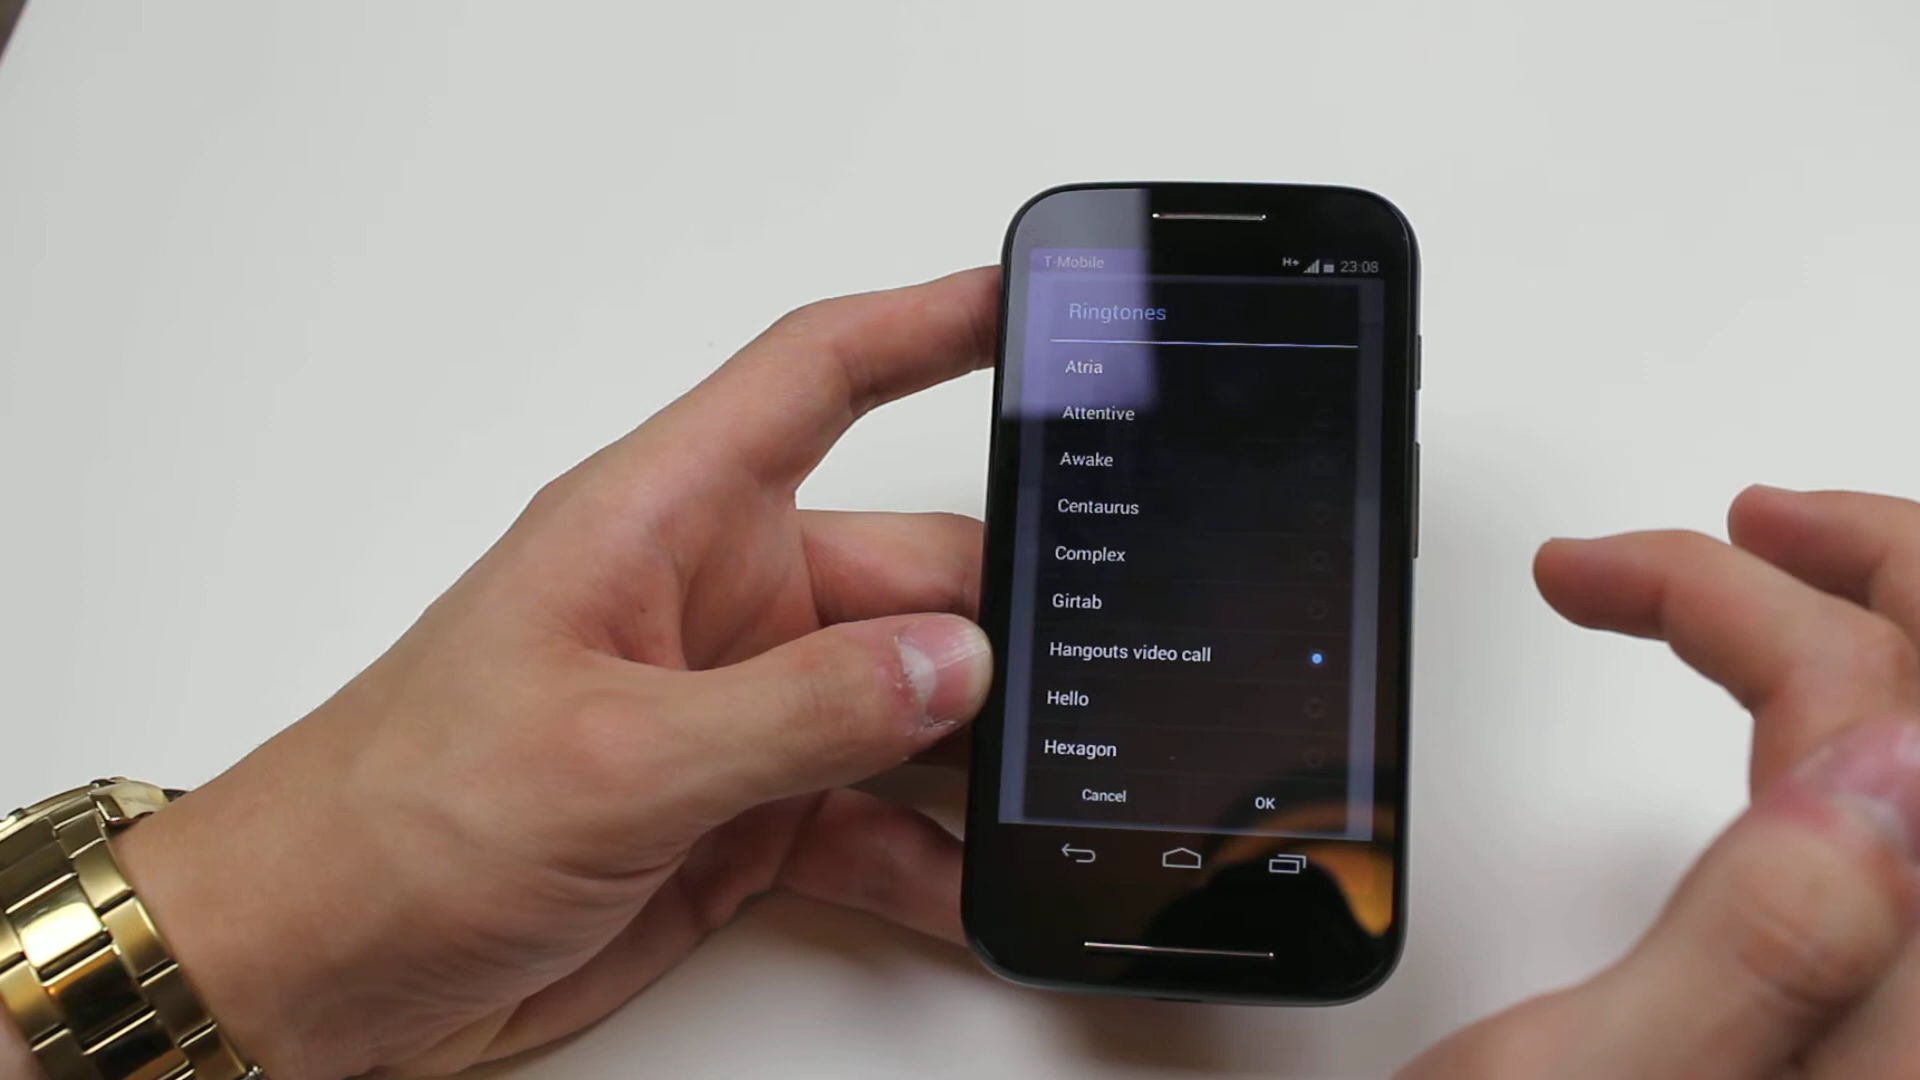 T-Mobile H+ 23:08
Ringtones
Atria
Attentive
Awake
Centaurus
Complex
Girtab
Hangouts video call
Hello
Hexagon
Cancel OK